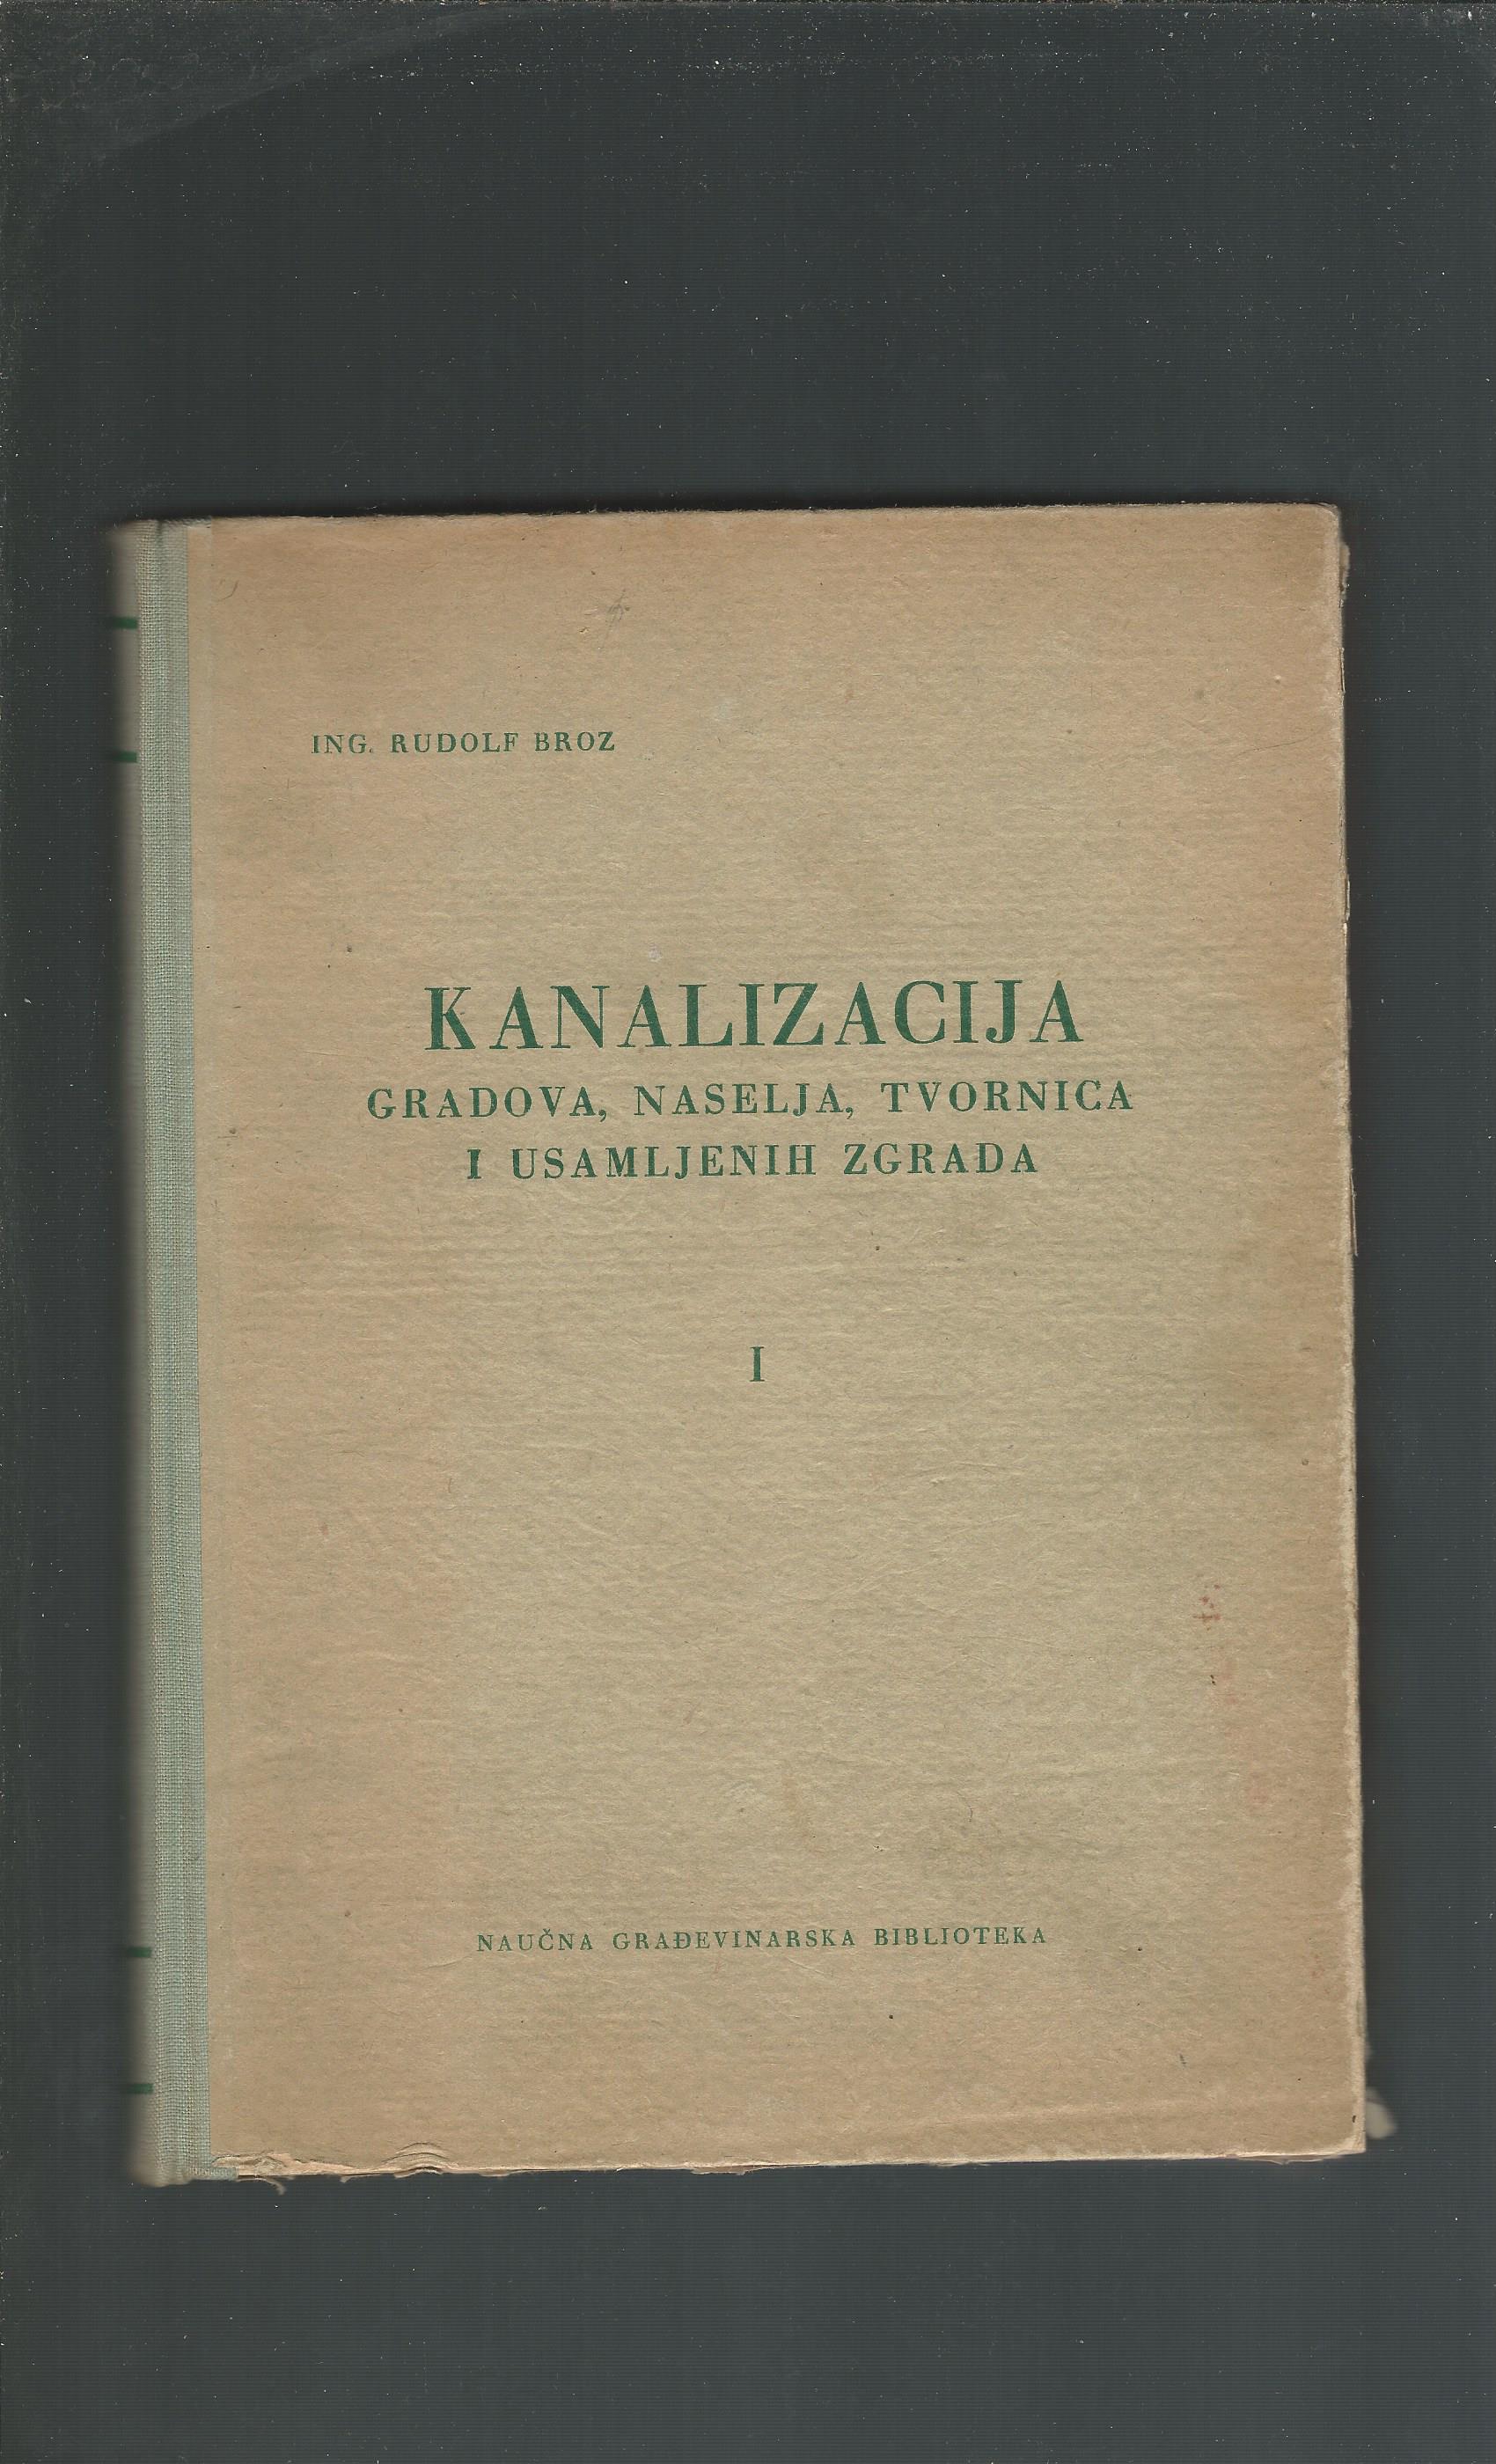 ING. RUDOLF BROZ
KANALIZACIJA
GRADOVA, NASELJA, TVORNICA
I USAMLJENIH ZGRADA
I
NAUČNA GRAĐEVINARSKA BIBLIOTEKA